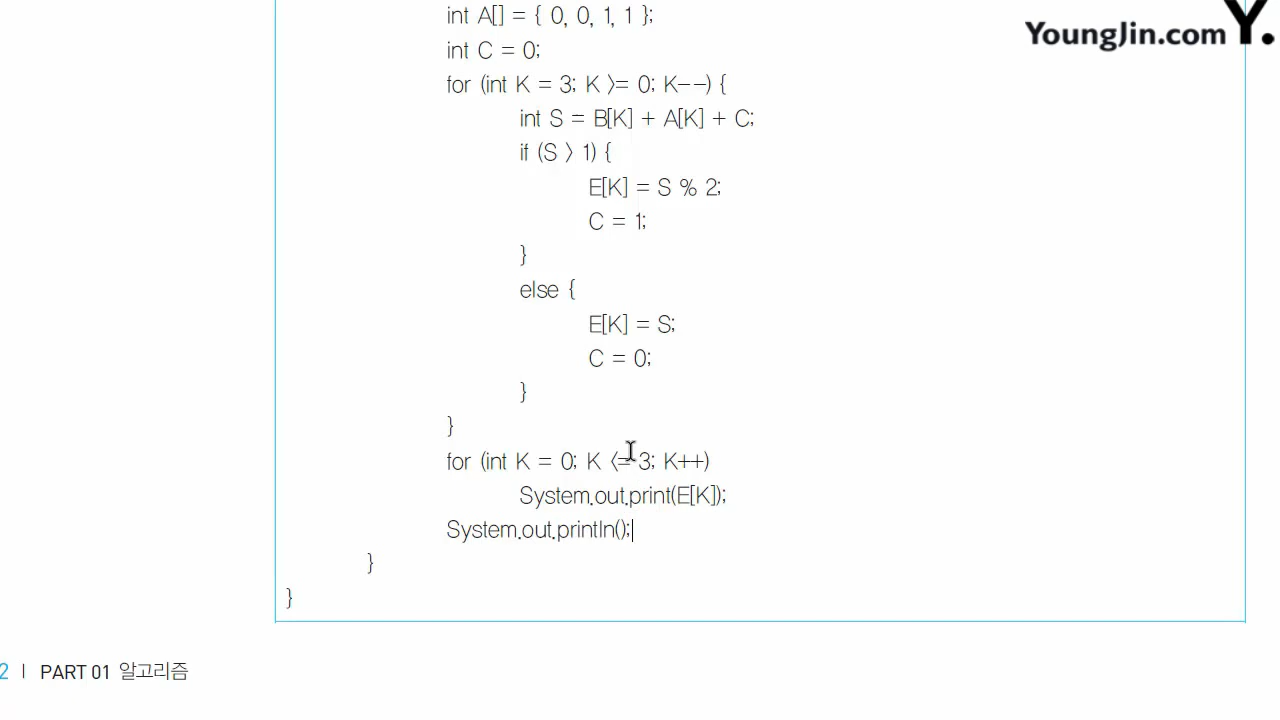 int A[] = { 0, 0, 1, 1 };
YoungJin.com Y.
int C = 0;
for (int K = 3; K >= 0; K--) {
int S = B[K] + A[K] + C;
if (S > 1) {
E[K] = S % 2;
C = 1;
}
else {
E[K] = S;
C = 0;
}
}
for (int K = 0; K <= 3; K++)
System.out.print(E[K]);
System.out.println();
}
}
2 | PART 01 알고리즘